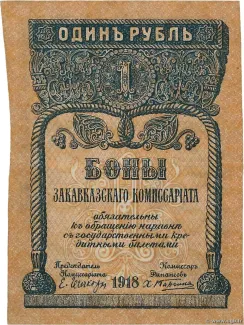 ОДИНЪ РУБЛЬ
1
БОНЫ
ЗАКАВКАЗСКАГО КОМИССАРІАТА
обязательны
къ обращенію наравнѣ
съ государственными кре-
дитными билетами
Предсѣдатель Комиссаръ
Комиссаріата Финансовъ
1918